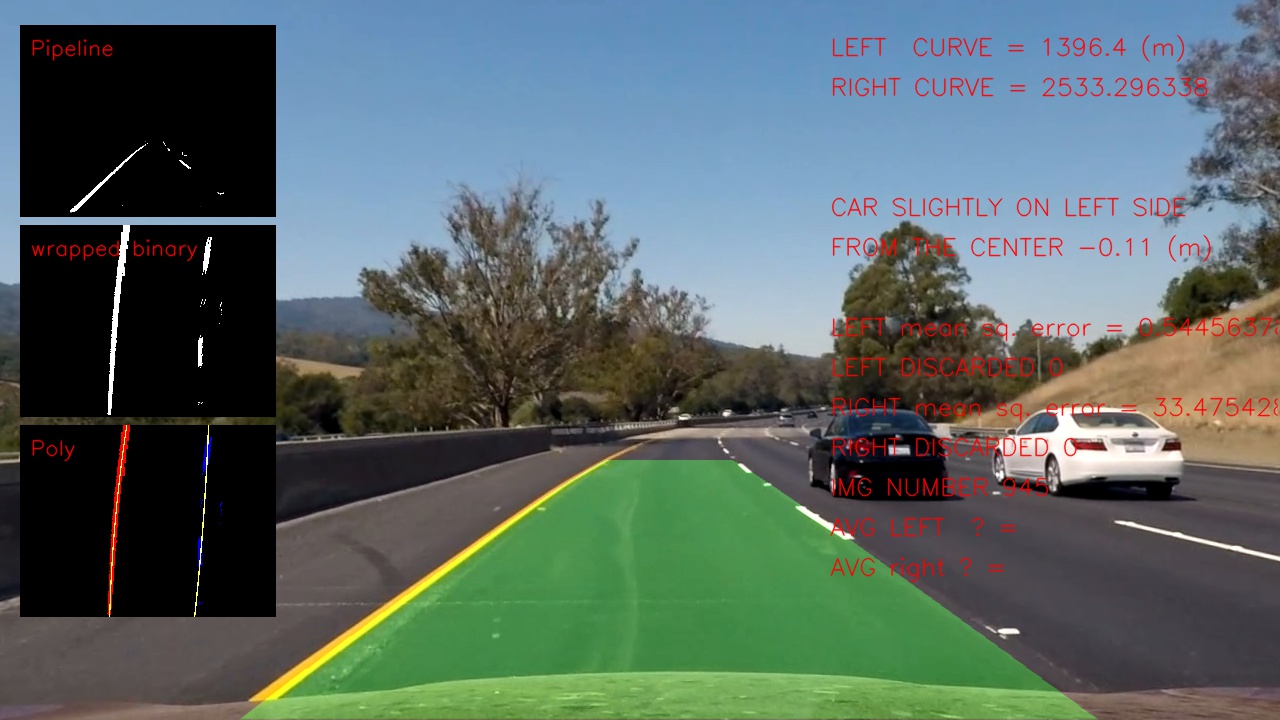 Pipeline
wrapped binary
Poly
LEFT  CURVE = 1396.4 (m)
RIGHT CURVE = 2533.296338
CAR SLIGHTLY ON LEFT SIDE
FROM THE CENTER -0.11 (m)
LEFT mean sq. error = 0.5445637
LEFT DISCARDED 0
RIGHT mean sq. error = 33.475428
RIGHT DISCARDED 0
IMG NUMBER 945
AVG LEFT  ? =
AVG right ? =